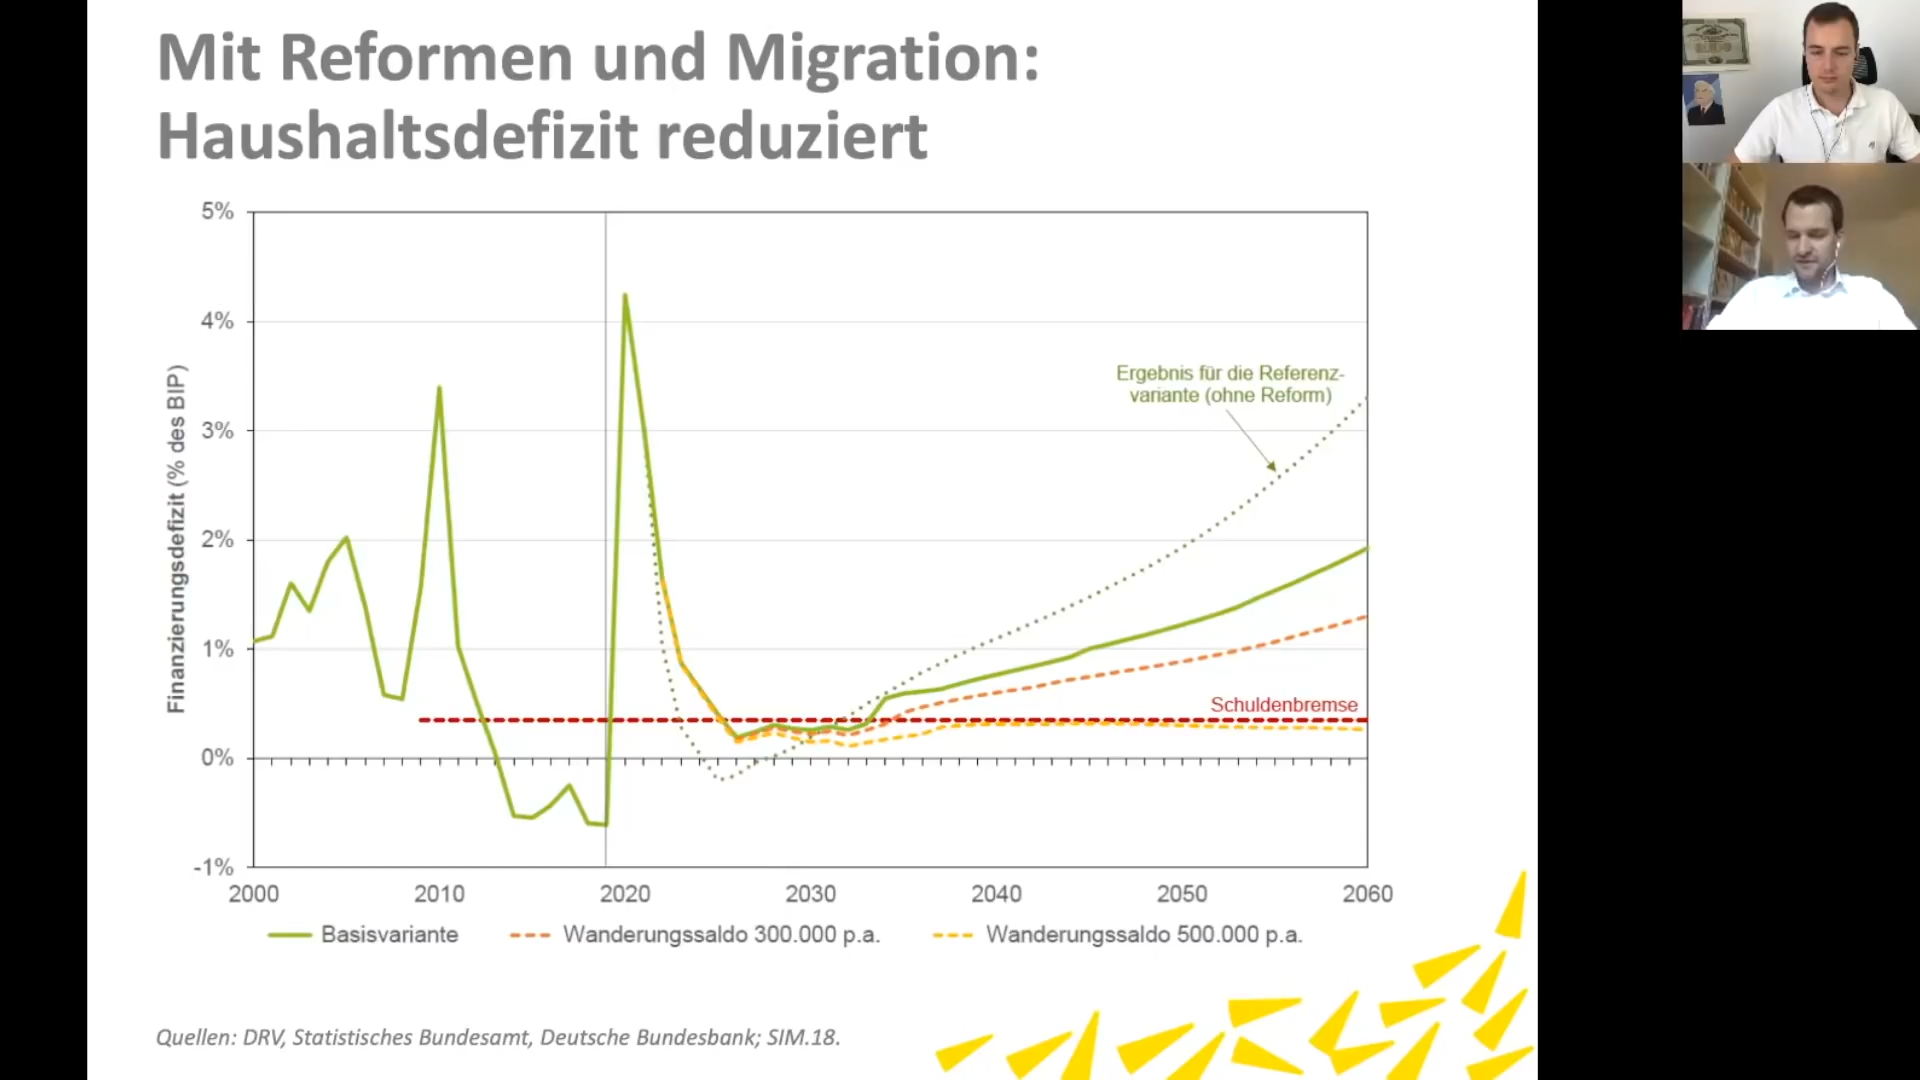 Mit Reformen und Migration:
Haushaltsdefizit reduziert
Finanzierungsdefizit (% des BIP)
5%
4%
3%
2%
1%
0%
-1%
Ergebnis für die Referenz-
variante (ohne Reform)
Schuldenbremse
2000 2010 2020 2030 2040 2050 2060
Basisvariante Wanderungssaldo 300.000 p.a. Wanderungssaldo 500.000 p.a.
Quellen: DRV, Statistisches Bundesamt, Deutsche Bundesbank; SIM.18.